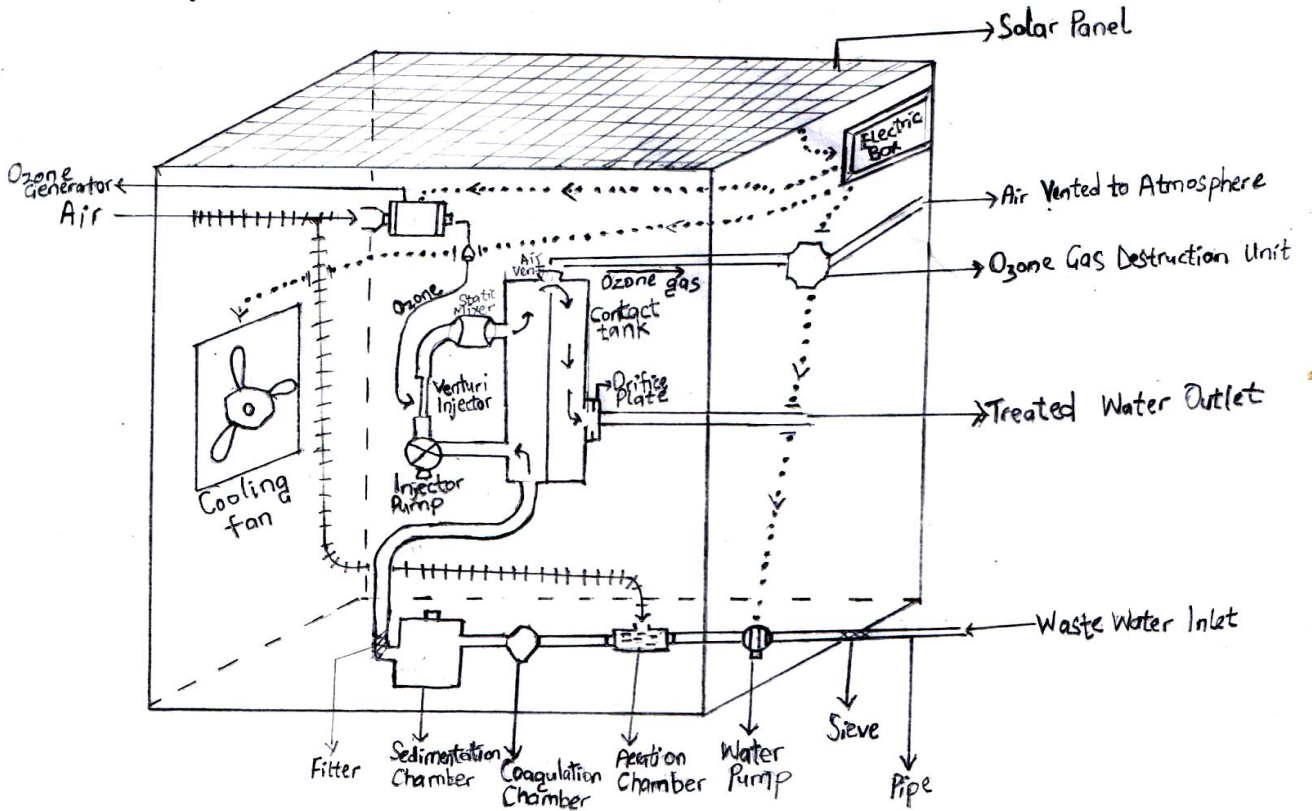 Solar Panel
Electric
Box
Ozone
Generator
Air
Air Vented to Atmosphere
Ozone Gas Destruction Unit
Air
Vent
Ozone gas
Ozone
Static
Mixer
Contact
tank
Venturi
Injector
Orifice
Plate
Treated Water Outlet
Injector
Pump
Cooling
fan
Waste Water Inlet
Filter
Sedimentation
Chamber
Coagulation
Chamber
Aeration
Chamber
Water
Pump
Sieve
Pipe